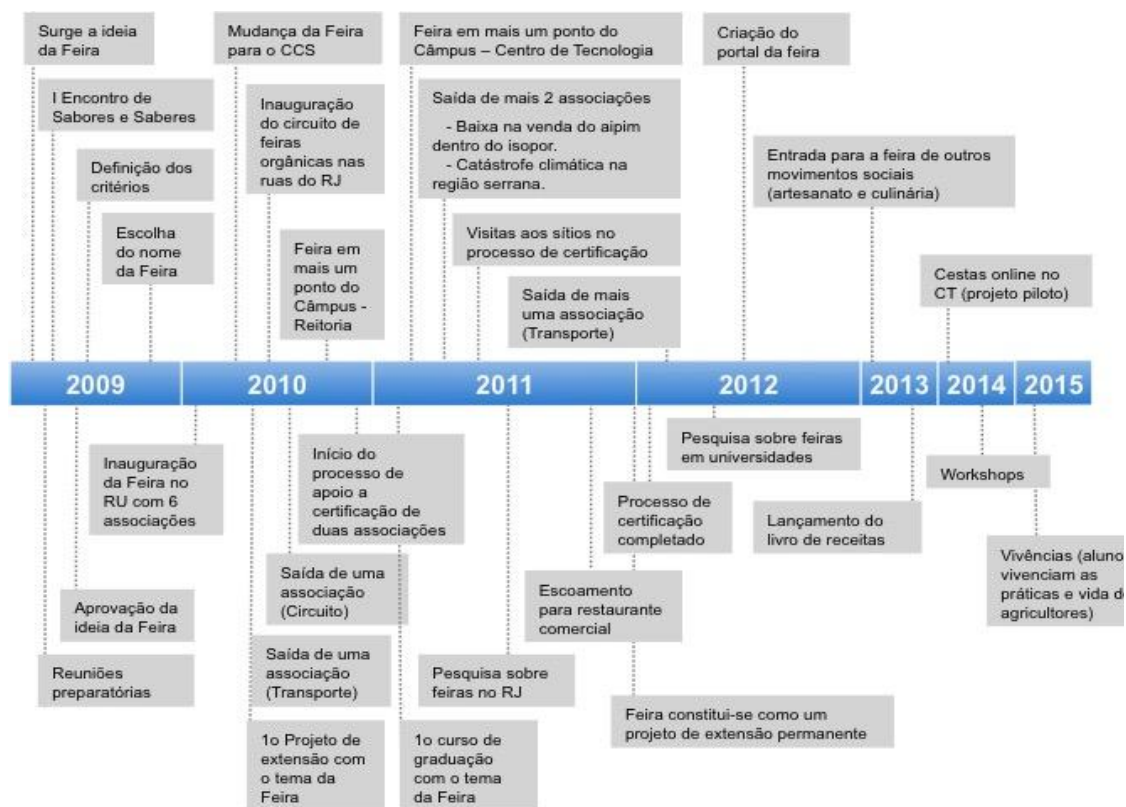 Surge a ideia
da Feira
I Encontro de
Sabores e Saberes
Definição dos
critérios
Escolha
do nome
da Feira
Mudança da Feira
para o CCS
Inauguração
do circuito de
feiras
orgânicas nas
ruas do RJ
Feira em
mais um
ponto do
Câmpus -
Reitoria
Feira em mais um ponto do
Câmpus – Centro de Tecnologia
Saída de mais 2 associações
- Baixa na venda do aipim
dentro do isopor.
- Catástrofe climática na
região serrana.
Visitas aos sítios no
processo de certificação
Saída de mais
uma associação
(Transporte)
Criação do
portal da feira
Entrada para a feira de outros
movimentos sociais
(artesanato e culinária)
Cestas online no
CT (projeto piloto)
2009
2010
2011
2012
2013
2014
2015
Inauguração
da Feira no
RU com 6
associações
Aprovação da
ideia da Feira
Reuniões
preparatórias
Início do
processo de
apoio a
certificação de
duas associações
Saída de uma
associação
(Circuito)
Saída de uma
associação
(Transporte)
1o Projeto de
extensão com
o tema da
Feira
1o curso de
graduação
com o tema
da Feira
Pesquisa sobre
feiras no RJ
Escoamento
para restaurante
comercial
Processo de
certificação
completado
Feira constitui-se como um
projeto de extensão permanente
Pesquisa sobre feiras
em universidades
Lançamento do
livro de receitas
Workshops
Vivências (aluno
vivenciam as
práticas e vida d
agricultores)